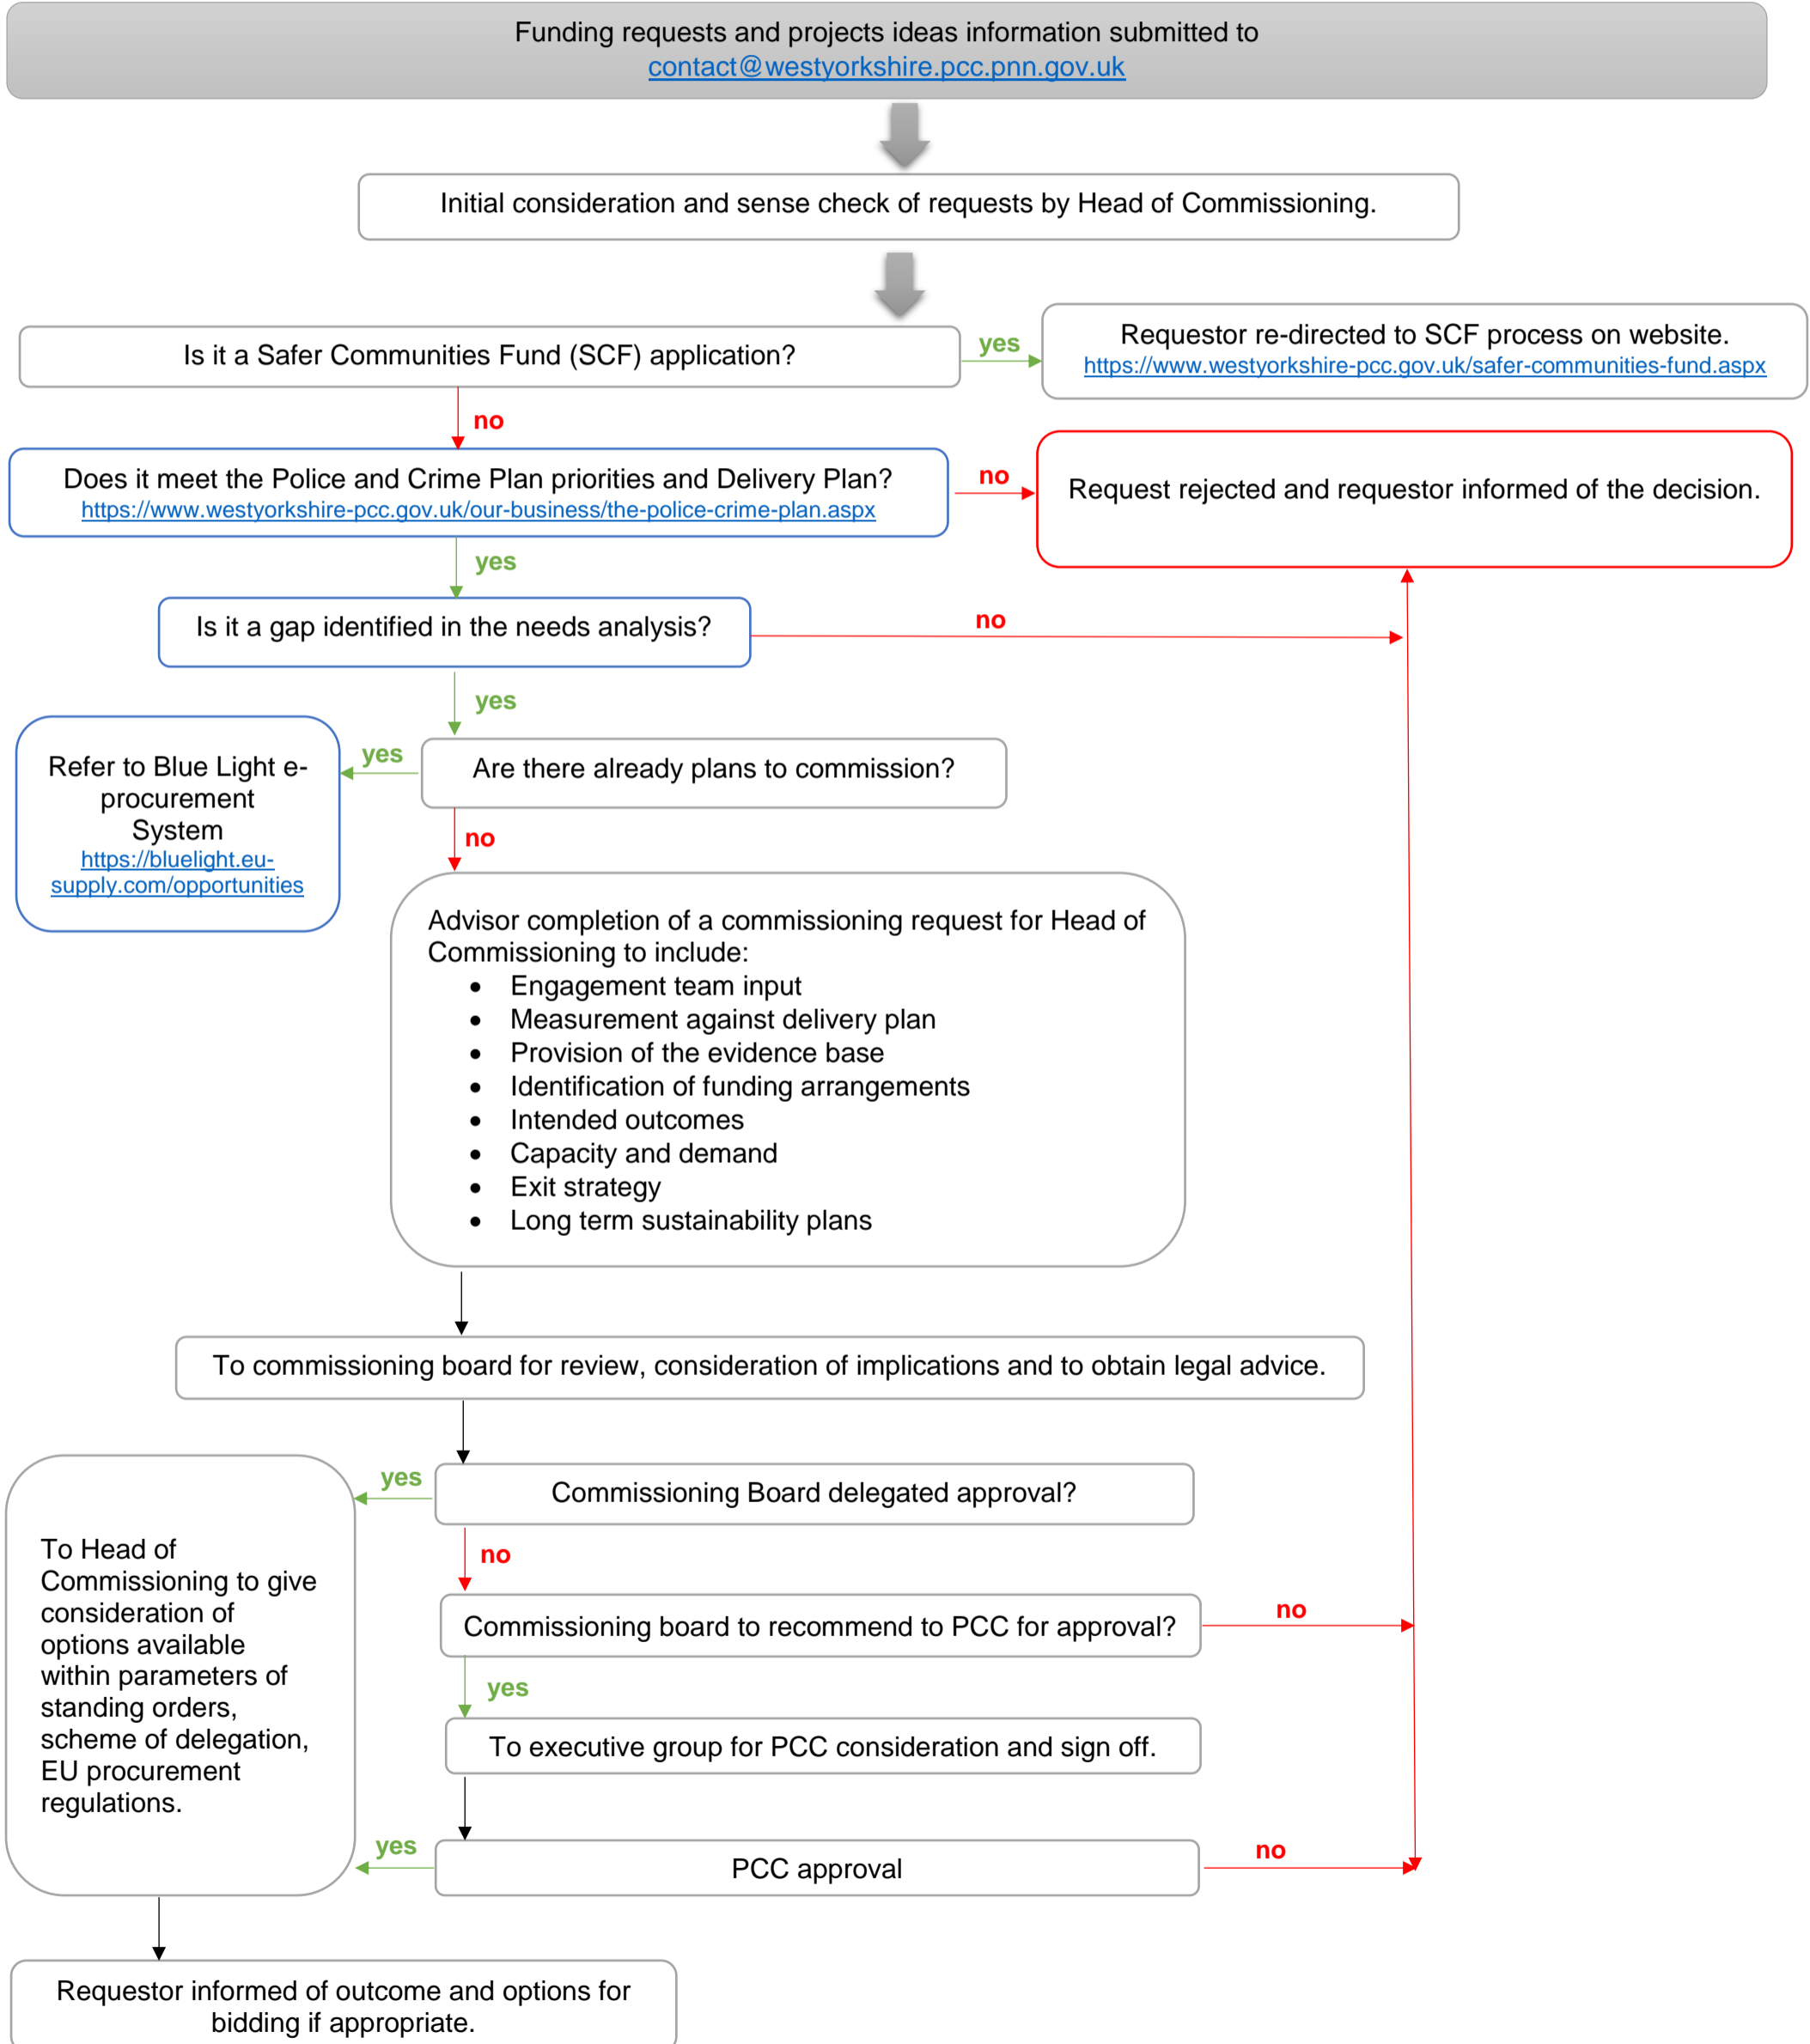 Funding requests and projects ideas information submitted to
contact@westyorkshire.pcc.pnn.gov.uk
Initial consideration and sense check of requests by Head of Commissioning.
Is it a Safer Communities Fund (SCF) application?
yes
Requestor re-directed to SCF process on website.
https://www.westyorkshire-pcc.gov.uk/safer-communities-fund.aspx
no
Does it meet the Police and Crime Plan priorities and Delivery Plan?
https://www.westyorkshire-pcc.gov.uk/our-business/the-police-crime-plan.aspx
no
Request rejected and requestor informed of the decision.
yes
Is it a gap identified in the needs analysis?
no
yes
Are there already plans to commission?
yes
Refer to Blue Light e-
procurement
System
https://bluelight.eu-
supply.com/opportunities
no
Advisor completion of a commissioning request for Head of
Commissioning to include:
• Engagement team input
• Measurement against delivery plan
• Provision of the evidence base
• Identification of funding arrangements
• Intended outcomes
• Capacity and demand
• Exit strategy
• Long term sustainability plans
To commissioning board for review, consideration of implications and to obtain legal advice.
Commissioning Board delegated approval?
yes
To Head of
Commissioning to give
consideration of
options available
within parameters of
standing orders,
scheme of delegation,
EU procurement
regulations.
no
Commissioning board to recommend to PCC for approval?
no
yes
To executive group for PCC consideration and sign off.
PCC approval
yes
no
Requestor informed of outcome and options for
bidding if appropriate.